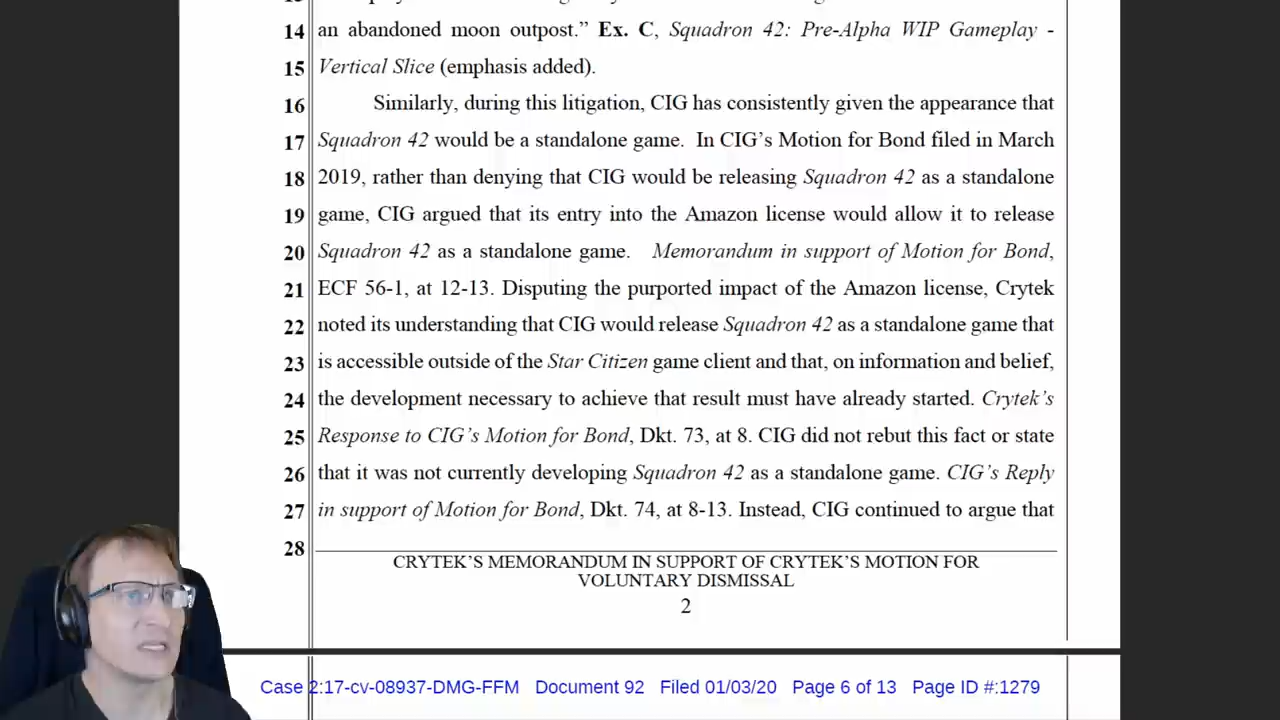 14 an abandoned moon outpost.” Ex. C, Squadron 42: Pre-Alpha WIP Gameplay -
15 Vertical Slice (emphasis added).
16 Similarly, during this litigation, CIG has consistently given the appearance that
17 Squadron 42 would be a standalone game. In CIG’s Motion for Bond filed in March
18 2019, rather than denying that CIG would be releasing Squadron 42 as a standalone
19 game, CIG argued that its entry into the Amazon license would allow it to release
20 Squadron 42 as a standalone game. Memorandum in support of Motion for Bond,
21 ECF 56-1, at 12-13. Disputing the purported impact of the Amazon license, Crytek
22 noted its understanding that CIG would release Squadron 42 as a standalone game that
23 is accessible outside of the Star Citizen game client and that, on information and belief,
24 the development necessary to achieve that result must have already started. Crytek’s
25 Response to CIG’s Motion for Bond, Dkt. 73, at 8. CIG did not rebut this fact or state
26 that it was not currently developing Squadron 42 as a standalone game. CIG’s Reply
27 in support of Motion for Bond, Dkt. 74, at 8-13. Instead, CIG continued to argue that
28
CRYTEK’S MEMORANDUM IN SUPPORT OF CRYTEK’S MOTION FOR
VOLUNTARY DISMISSAL
2
Case 2:17-cv-08937-DMG-FFM Document 92 Filed 01/03/20 Page 6 of 13 Page ID #:1279